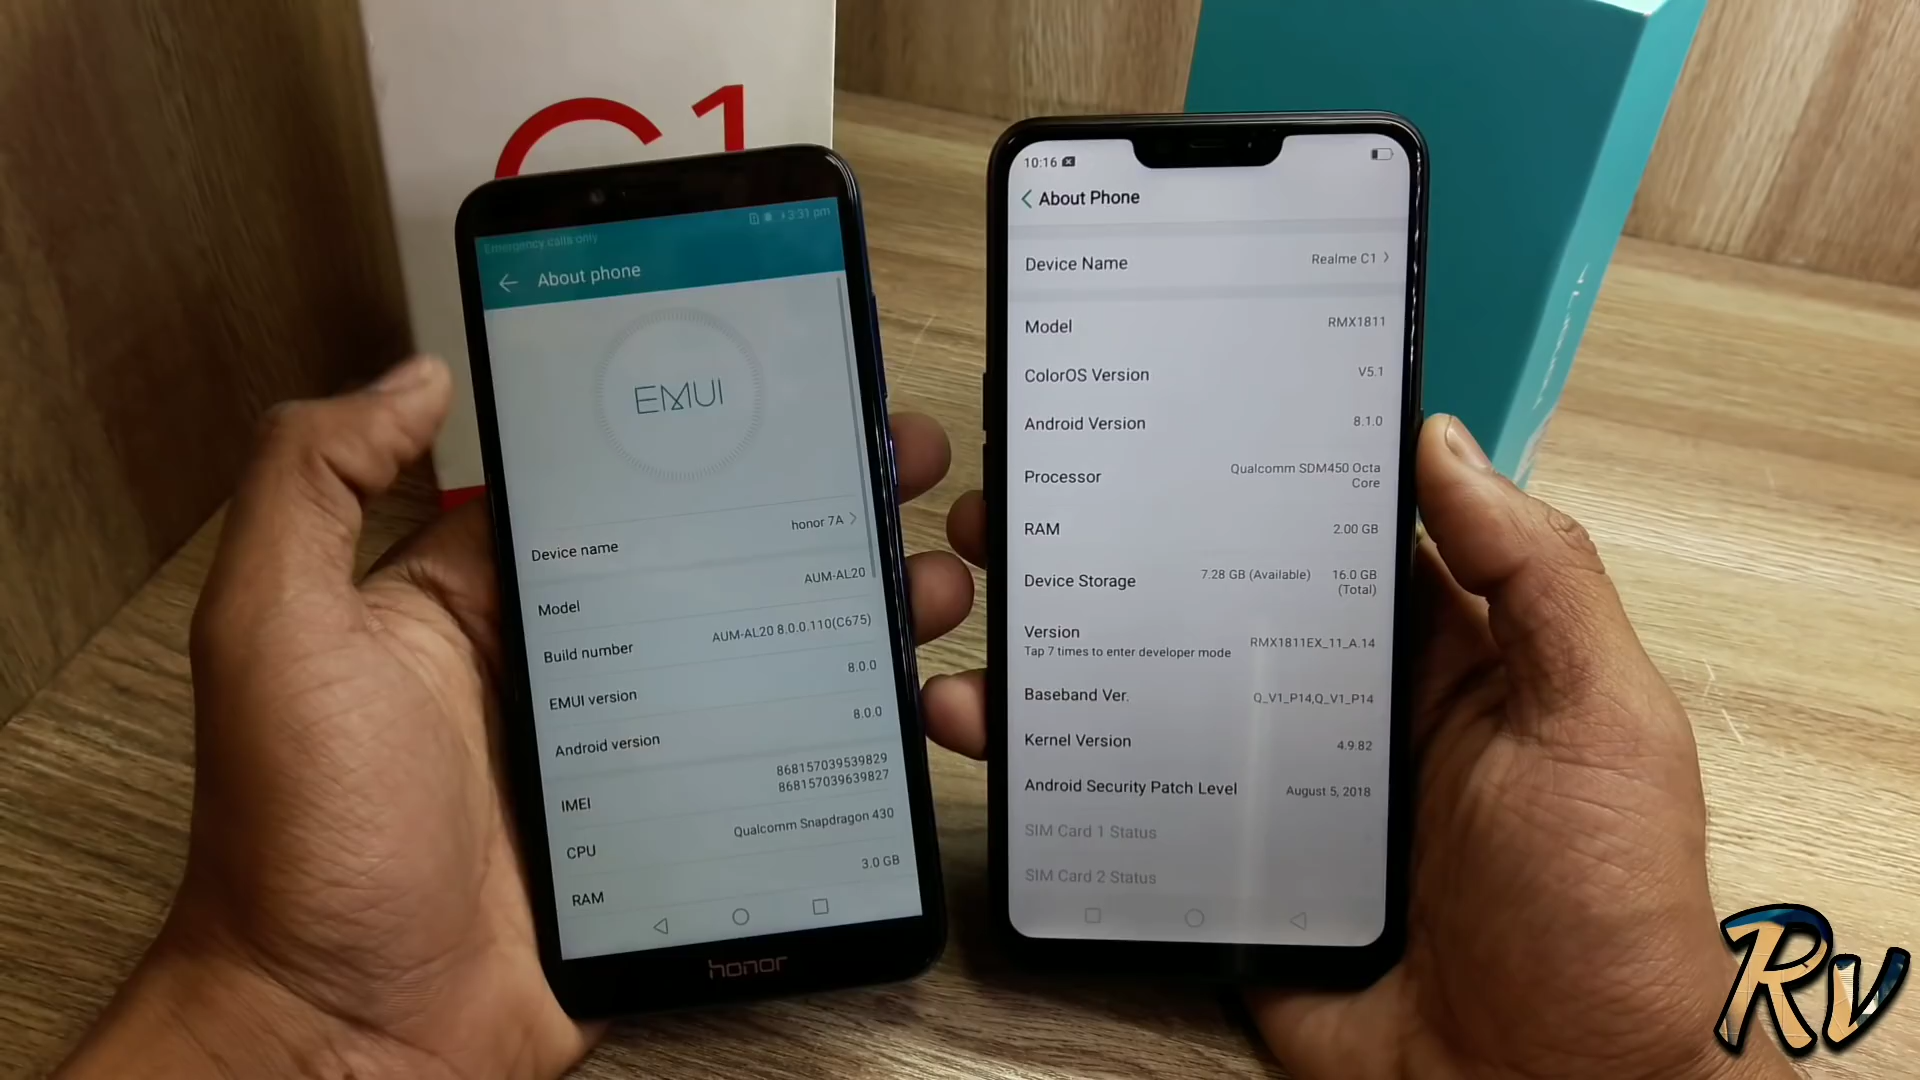 C1
Emergency calls only
3:31 pm
About phone
EMUI
Device name
honor 7A
Model
AUM-AL20
Build number
AUM-AL20 8.0.0.110(C675)
EMUI version
8.0.0
Android version
8.0.0
IMEI
868157039539829
868157039639827
CPU
Qualcomm Snapdragon 430
RAM
3.0 GB
honor
10:16
About Phone
Device Name
Realme C1
Model
RMX1811
ColorOS Version
V5.1
Android Version
8.1.0
Processor
Qualcomm SDM450 Octa
Core
RAM
2.00 GB
Device Storage
7.28 GB (Available)
16.0 GB
(Total)
Version
Tap 7 times to enter developer mode
RMX1811EX_11_A.14
Baseband Ver.
Q_V1_P14,Q_V1_P14
Kernel Version
4.9.82
Android Security Patch Level
August 5, 2018
SIM Card 1 Status
SIM Card 2 Status
RV